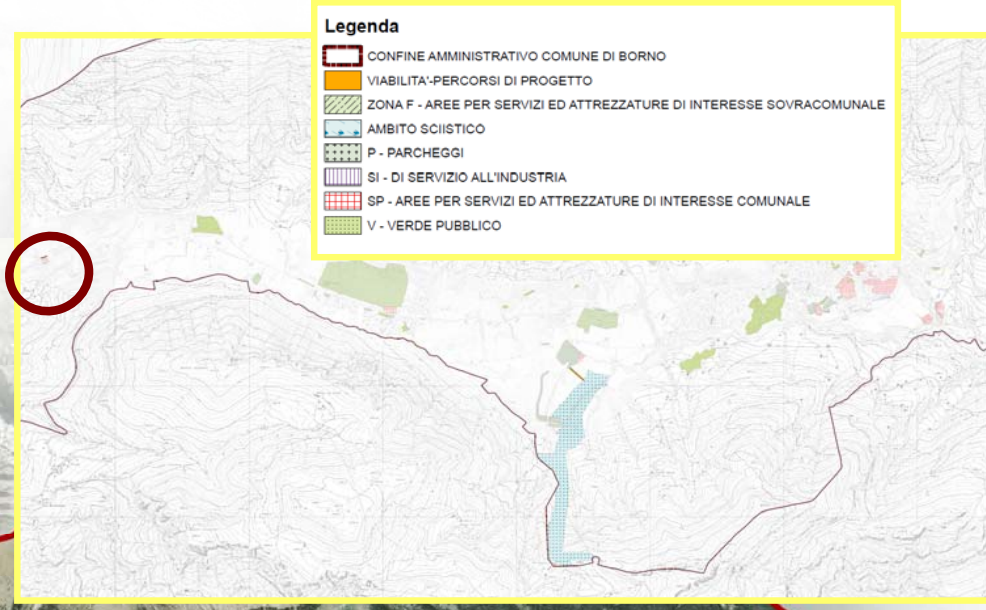 Legenda
CONFINE AMMINISTRATIVO COMUNE DI BORNO
VIABILITA'-PERCORSI DI PROGETTO
ZONA F - AREE PER SERVIZI ED ATTREZZATURE DI INTERESSE SOVRACOMUNALE
AMBITO SCIISTICO
P - PARCHEGGI
SI - DI SERVIZIO ALL'INDUSTRIA
SP - AREE PER SERVIZI ED ATTREZZATURE DI INTERESSE COMUNALE
V - VERDE PUBBLICO